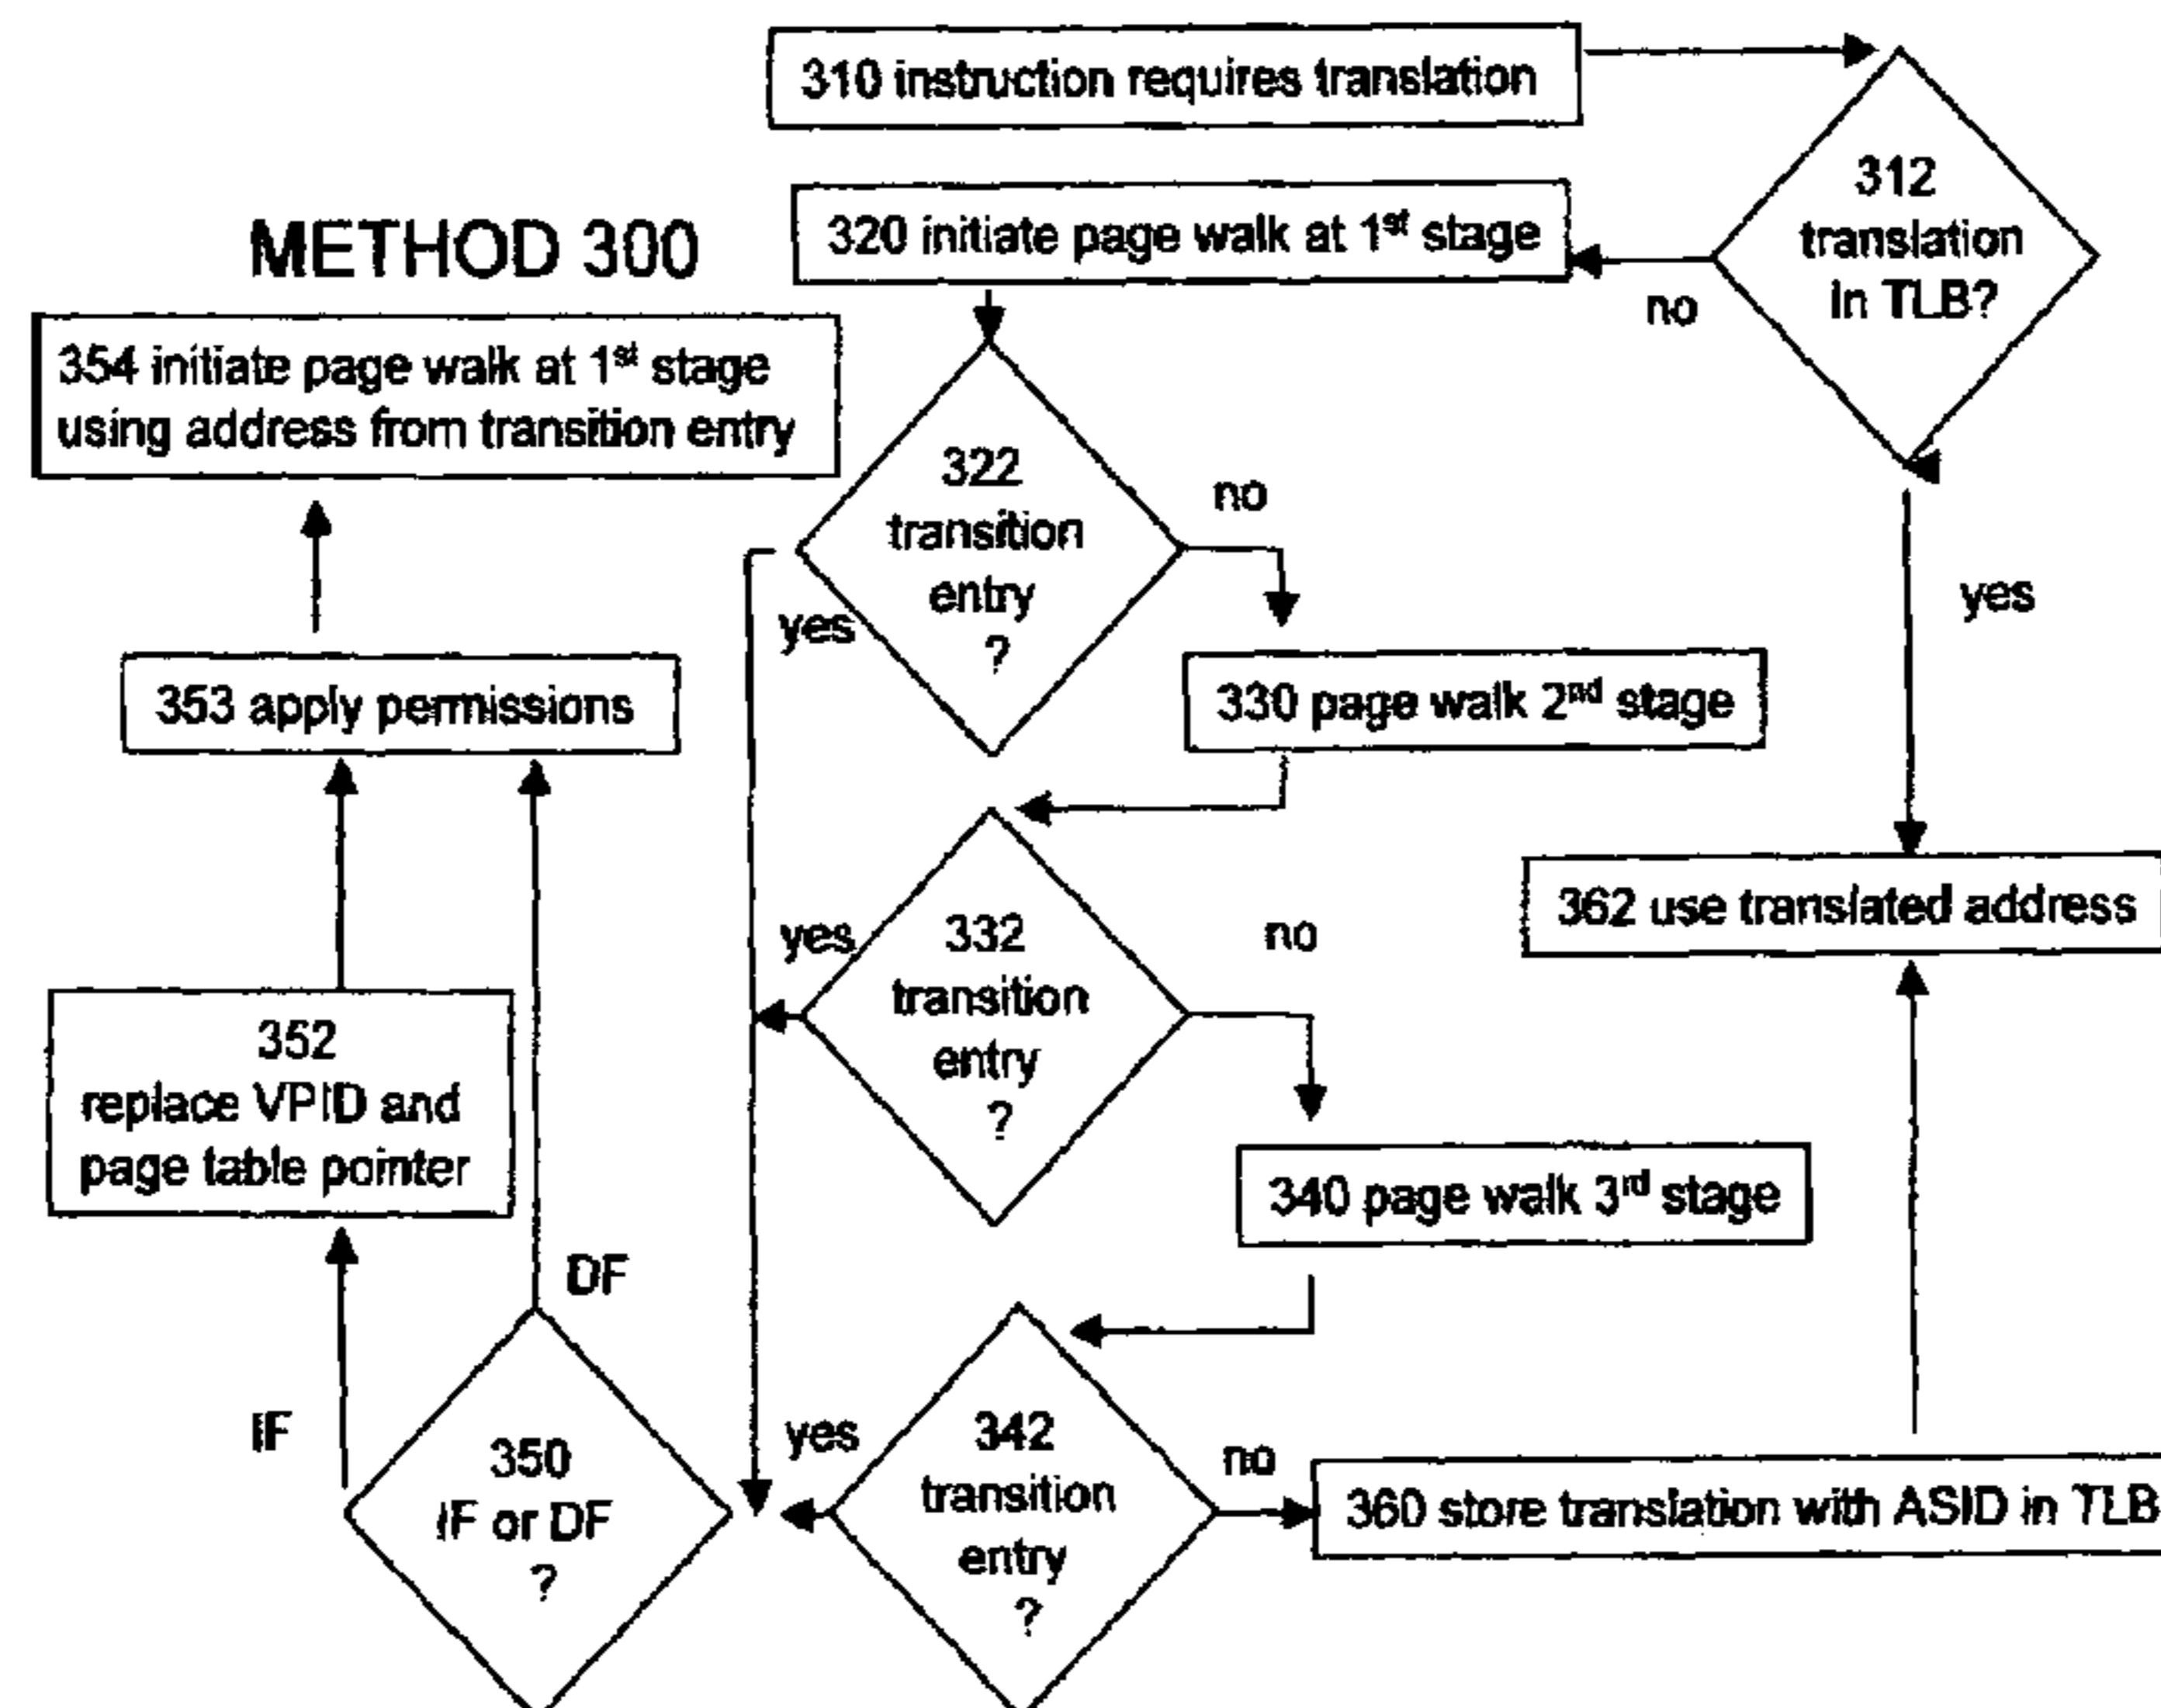 310 instruction requires translation
312
translation
in TLB?
METHOD 300
320 initiate page walk at 1st stage
no
354 initiate page walk at 1st stage
using address from transition entry
322
transition
entry
?
no
yes
yes
353 apply permissions
330 page walk 2nd stage
362 use translated address
332
transition
entry
?
yes
no
352
replace VPID and
page table pointer
340 page walk 3rd stage
DF
IF
350
IF or DF
?
yes
342
transition
entry
?
no
360 store translation with ASID in TLB